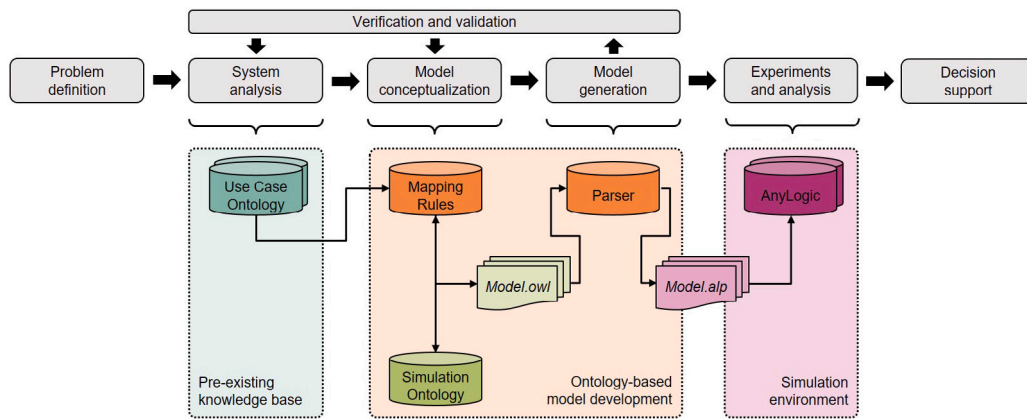 Verification and validation
Problem
definition
System
analysis
Model
conceptualization
Model
generation
Experiments
and analysis
Decision
support
Use Case
Ontology
Mapping
Rules
Parser
AnyLogic
Model.owl
Model.alp
Simulation
Ontology
Pre-existing
knowledge base
Ontology-based
model development
Simulation
environment